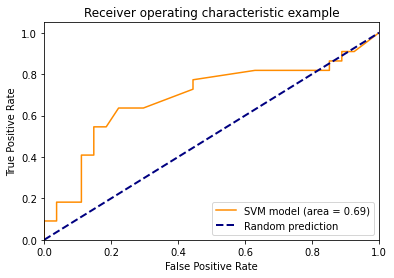 Receiver operating characteristic example
True Positive Rate
1.0
0.8
0.6
0.4
0.2
0.0
SVM model (area = 0.69)
Random prediction
0.0 0.2 0.4 0.6 0.8 1.0
False Positive Rate